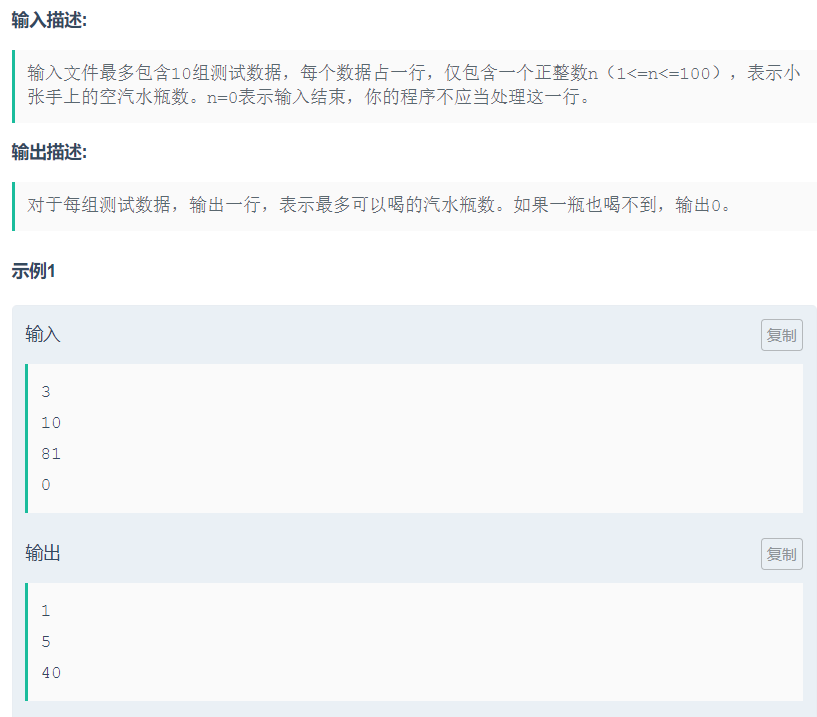 输入描述:
输入文件最多包含10组测试数据，每个数据占一行，仅包含一个正整数n（1<=n<=100），表示小
张手上的空汽水瓶数。n=0表示输入结束，你的程序不应当处理这一行。
输出描述:
对于每组测试数据，输出一行，表示最多可以喝的汽水瓶数。如果一瓶也喝不到，输出0。
示例1
输入
复制
3
10
81
0
输出
复制
1
5
40